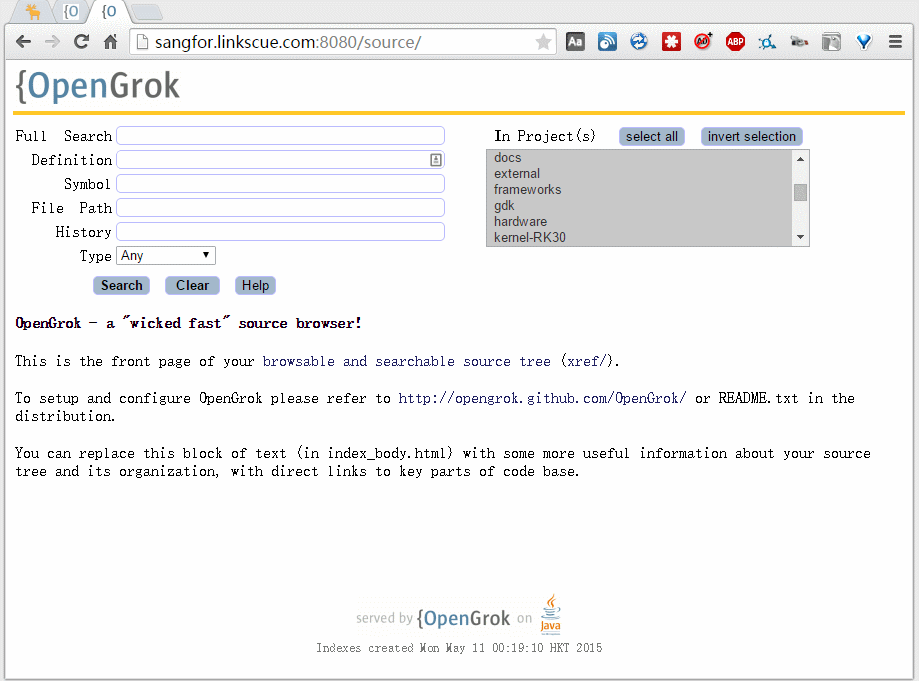 {O
{O
sangfor.linkscue.com:8080/source/
Aa
AD
ABP
{OpenGrok
Full Search
In Project(s) select all invert selection
Definition
docs
external
Symbol
frameworks
File Path
gdk
History
hardware
kernel-RK30
Type Any
Search Clear Help
OpenGrok - a "wicked fast" source browser!
This is the front page of your browsable and searchable source tree (xref/).
To setup and configure OpenGrok please refer to http://opengrok.github.com/OpenGrok/ or README.txt in the
distribution.
You can replace this block of text (in index_body.html) with some more useful information about your source
tree and its organization, with direct links to key parts of code base.
served by {OpenGrok on Java
Indexes created Mon May 11 00:19:10 HKT 2015